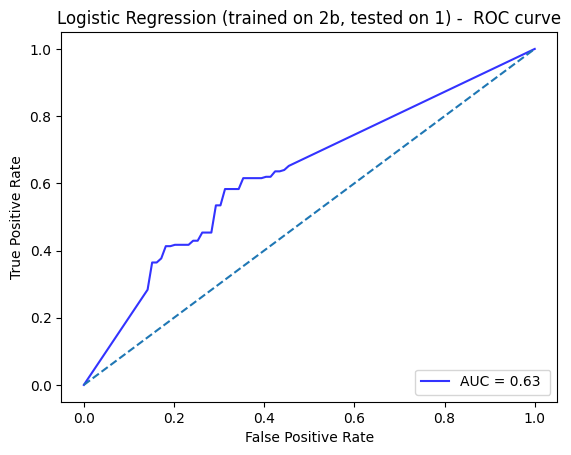 Logistic Regression (trained on 2b, tested on 1) -  ROC curve
1.0
0.8
0.6
0.4
0.2
0.0
True Positive Rate
AUC = 0.63
0.0 0.2 0.4 0.6 0.8 1.0
False Positive Rate